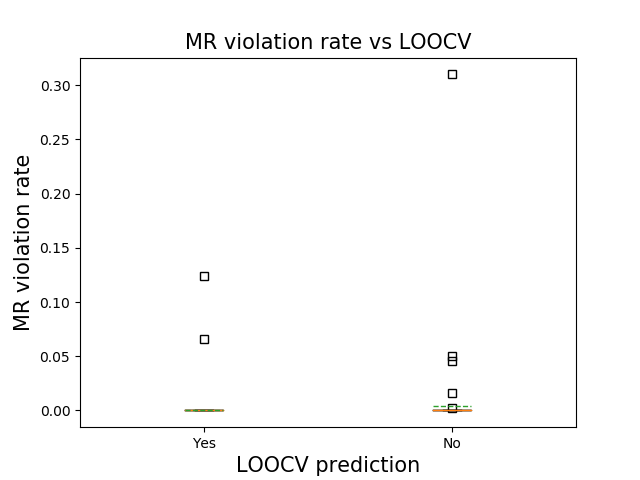 MR violation rate vs LOOCV
MR violation rate
0.30
0.25
0.20
0.15
0.10
0.05
0.00
Yes
No
LOOCV prediction